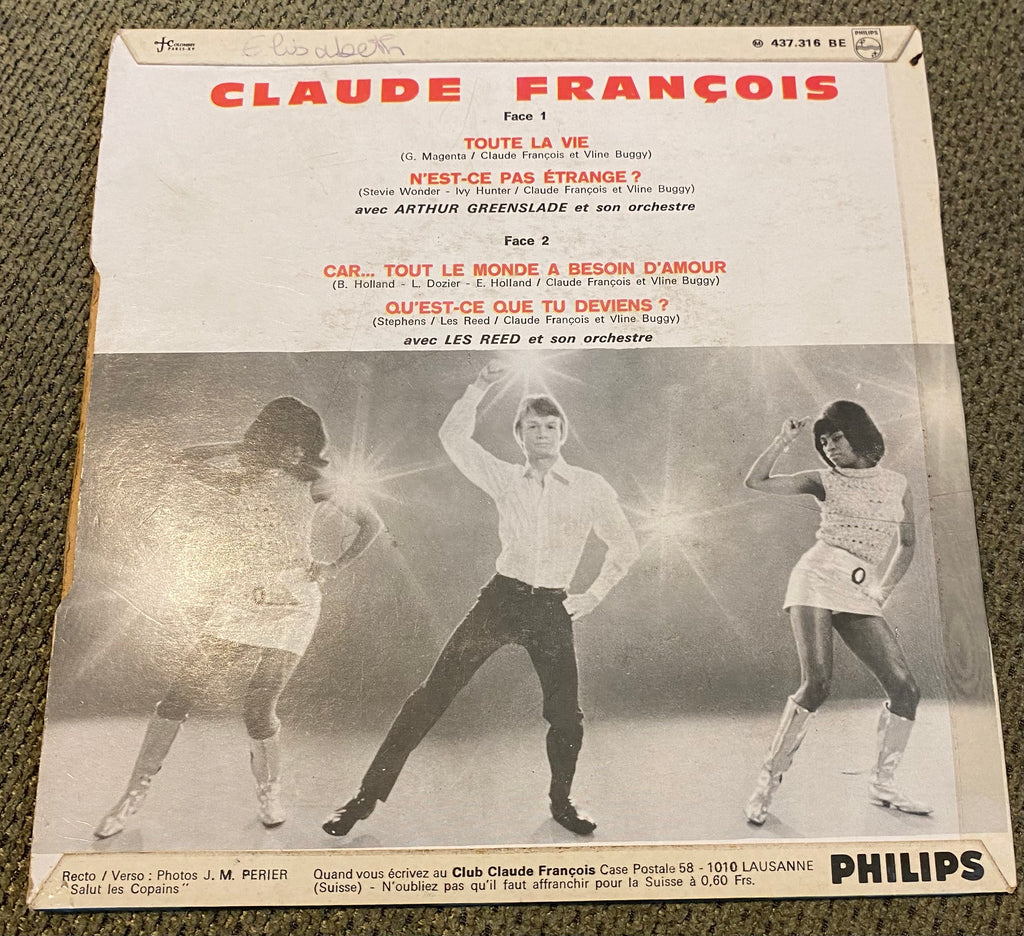 JC COLOMBES
PARIS-XV
Elisabeth
Ⓜ 437.316 BE
PHILIPS
CLAUDE FRANÇOIS
Face 1
TOUTE LA VIE
(G. Magenta / Claude François et Vline Buggy)
N'EST-CE PAS ÉTRANGE ?
(Stevie Wonder - Ivy Hunter / Claude François et Vline Buggy)
avec ARTHUR GREENSLADE et son orchestre
Face 2
CAR... TOUT LE MONDE A BESOIN D'AMOUR
(B. Holland - L. Dozier - E. Holland / Claude François et Vline Buggy)
QU'EST-CE QUE TU DEVIENS ?
(Stephens / Les Reed / Claude François et Vline Buggy)
avec LES REED et son orchestre
Recto / Verso : Photos J. M. PERIER
"Salut les Copains"
Quand vous écrivez au Club Claude François Case Postale 58 - 1010 LAUSANNE
(Suisse) - N'oubliez pas qu'il faut affranchir pour la Suisse à 0,60 Frs.
PHILIPS